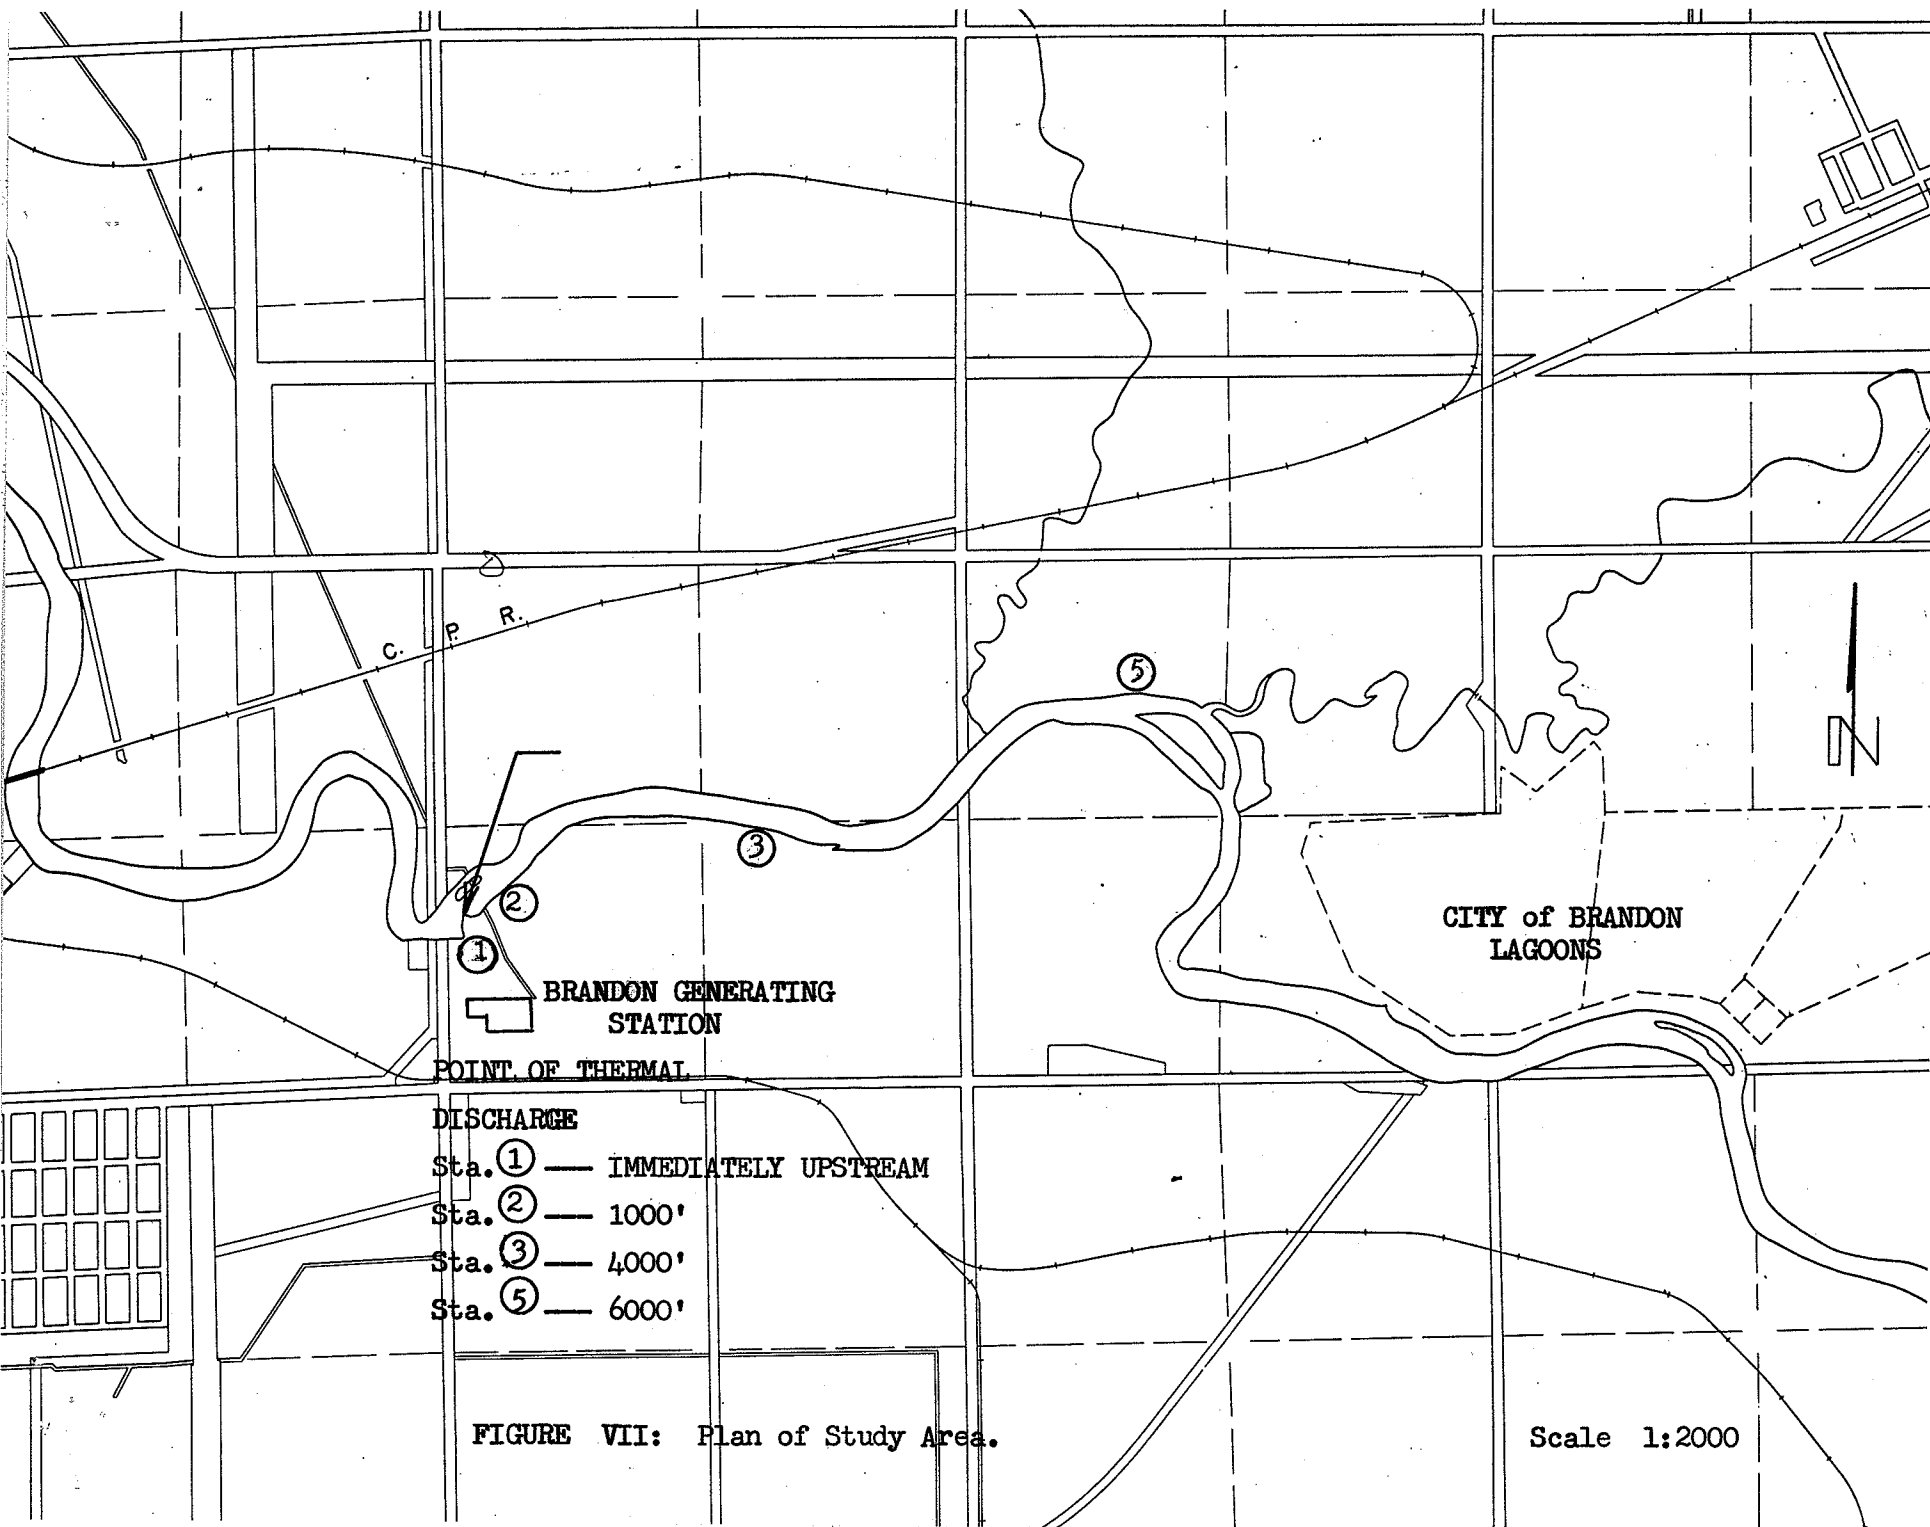 C. P. R.
5
3
2
1
N
CITY of BRANDON
LAGOONS
BRANDON GENERATING
STATION
POINT OF THERMAL
DISCHARGE
Sta. 1 — IMMEDIATELY UPSTREAM
Sta. 2 — 1000'
Sta. 3 — 4000'
Sta. 5 — 6000'
FIGURE VII: Plan of Study Area.
Scale 1:2000